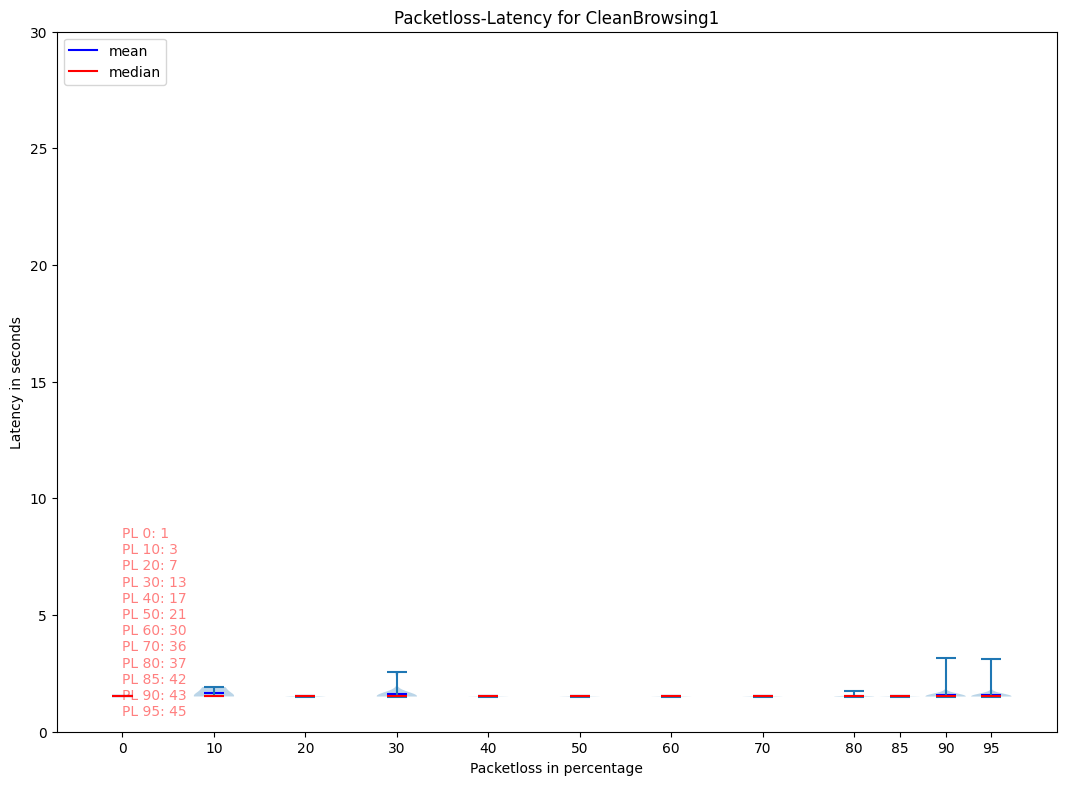 Packetloss-Latency for CleanBrowsing1
30
mean
median
25
20
15
10
5
0
Latency in seconds
PL 0: 1
PL 10: 3
PL 20: 7
PL 30: 13
PL 40: 17
PL 50: 21
PL 60: 30
PL 70: 36
PL 80: 37
PL 85: 42
PL 90: 43
PL 95: 45
0 10 20 30 40 50 60 70 80 85 90 95
Packetloss in percentage